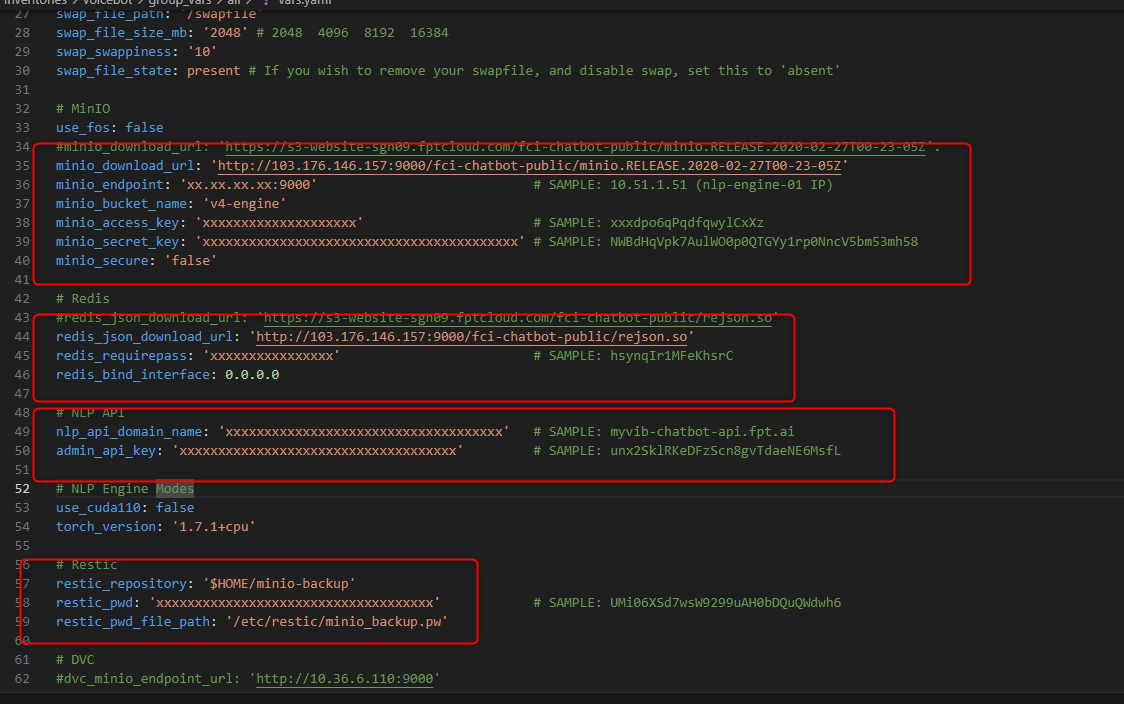 inventories > voicebot > group_vars > all > ! vars.yaml
27 swap_file_path: '/swapfile'
28 swap_file_size_mb: '2048' # 2048  4096  8192  16384
29 swap_swappiness: '10'
30 swap_file_state: present # If you wish to remove your swapfile, and disable swap, set this to 'absent'
31
32 # MinIO
33 use_fos: false
34 #minio_download_url: 'https://s3-website-sgn09.fptcloud.com/fci-chatbot-public/minio.RELEASE.2020-02-27T00-23-05Z'.
35 minio_download_url: 'http://103.176.146.157:9000/fci-chatbot-public/minio.RELEASE.2020-02-27T00-23-05Z'
36 minio_endpoint: 'xx.xx.xx.xx:9000' # SAMPLE: 10.51.1.51 (nlp-engine-01 IP)
37 minio_bucket_name: 'v4-engine'
38 minio_access_key: 'xxxxxxxxxxxxxxxxxxxx' # SAMPLE: xxxdpo6qPqdfqwylCxXz
39 minio_secret_key: 'xxxxxxxxxxxxxxxxxxxxxxxxxxxxxxxxxxxxxxxxx' # SAMPLE: NWBdHqVpk7AulWO0p0QTGYy1rp0NncV5bm53mh58
40 minio_secure: 'false'
41
42 # Redis
43 #redis_json_download_url: 'https://s3-website-sgn09.fptcloud.com/fci-chatbot-public/rejson.so'
44 redis_json_download_url: 'http://103.176.146.157:9000/fci-chatbot-public/rejson.so'
45 redis_requirepass: 'xxxxxxxxxxxxxxxx' # SAMPLE: hsynqIr1MFeKhsrC
46 redis_bind_interface: 0.0.0.0
47
48 # NLP API
49 nlp_api_domain_name: 'xxxxxxxxxxxxxxxxxxxxxxxxxxxxxxxxxxxx' # SAMPLE: myvib-chatbot-api.fpt.ai
50 admin_api_key: 'xxxxxxxxxxxxxxxxxxxxxxxxxxxxxxxxxxxx' # SAMPLE: unx2SklRKeDFzScn8gvTdaeNE6MsfL
51
52 # NLP Engine Modes
53 use_cuda110: false
54 torch_version: '1.7.1+cpu'
55
56 # Restic
57 restic_repository: '$HOME/minio-backup'
58 restic_pwd: 'xxxxxxxxxxxxxxxxxxxxxxxxxxxxxxxxxxxx' # SAMPLE: UMi06XSd7wsW9299uAH0bDQuQWdwh6
59 restic_pwd_file_path: '/etc/restic/minio_backup.pw'
60
61 # DVC
62 #dvc_minio_endpoint_url: 'http://10.36.6.110:9000'